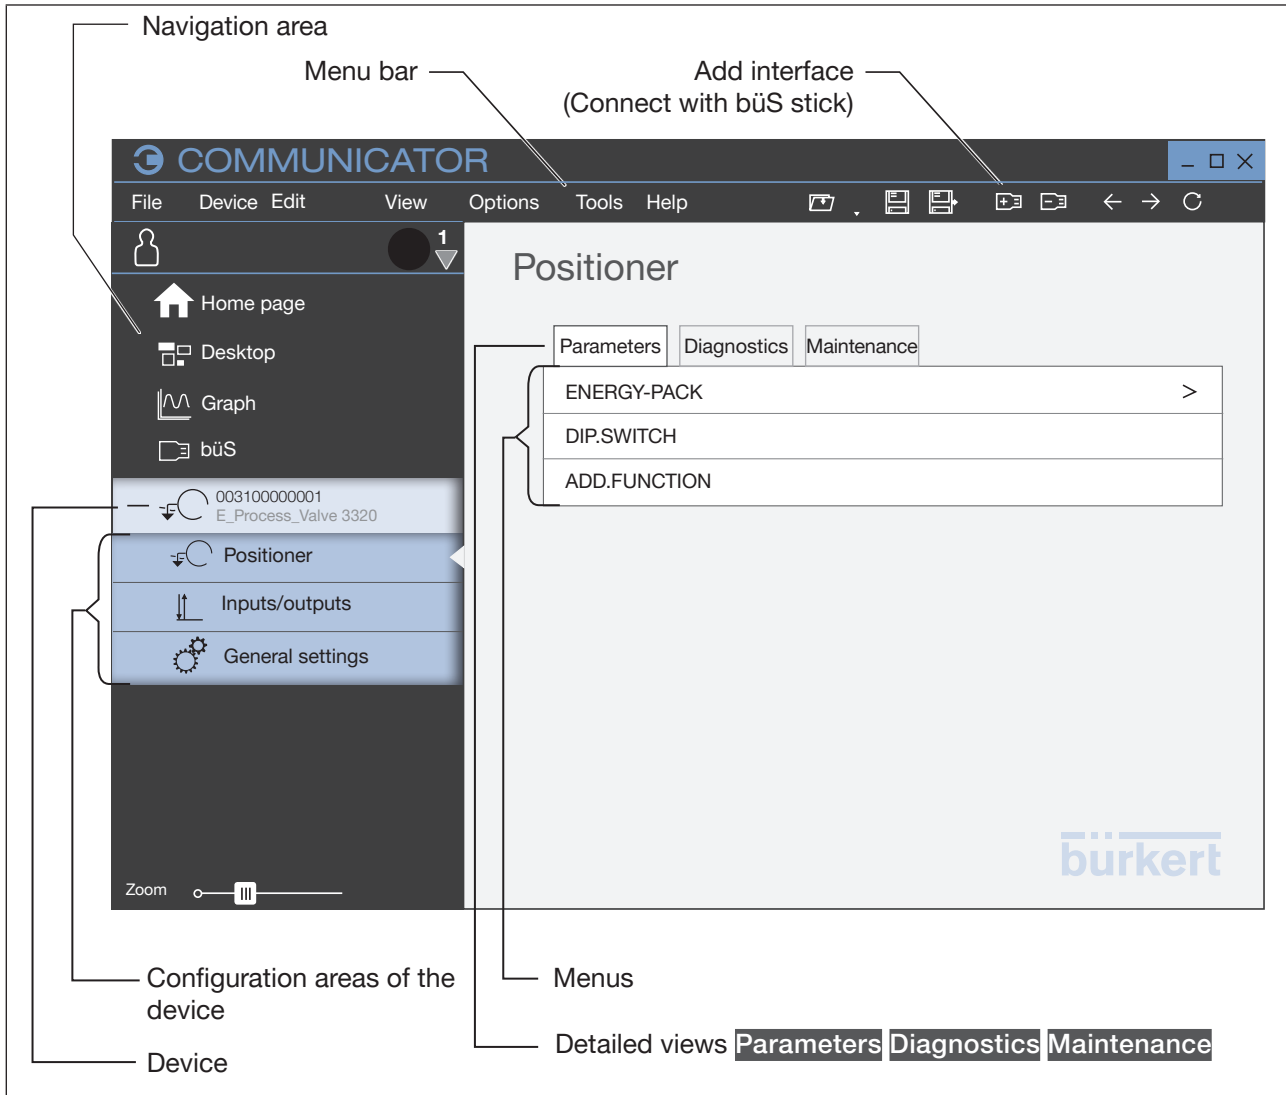 Navigation area
Menu bar
Add interface
(Connect with büS stick)
COMMUNICATOR
File Device Edit View Options Tools Help
1
Positioner
Home page
Desktop
Graph
büS
Parameters Diagnostics Maintenance
ENERGY-PACK >
DIP.SWITCH
ADD.FUNCTION
003100000001
E_Process_Valve 3320
Positioner
Inputs/outputs
General settings
bürkert
Zoom
Configuration areas of the
device
Menus
Detailed views Parameters Diagnostics Maintenance
Device